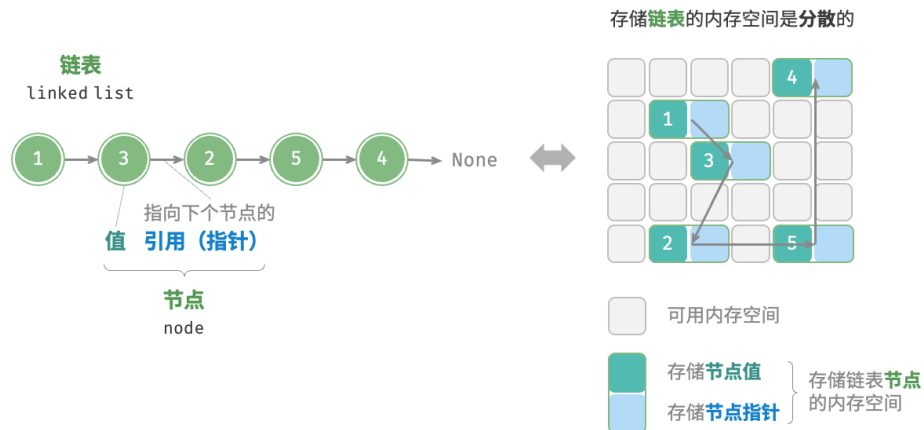 存储链表的内存空间是分散的
链表
linked list
1 3 2 5 4 None
指向下个节点的
值 引用（指针）
节点
node
4
1
3
2 5
可用内存空间
存储节点值
存储节点指针
存储链表节点
的内存空间